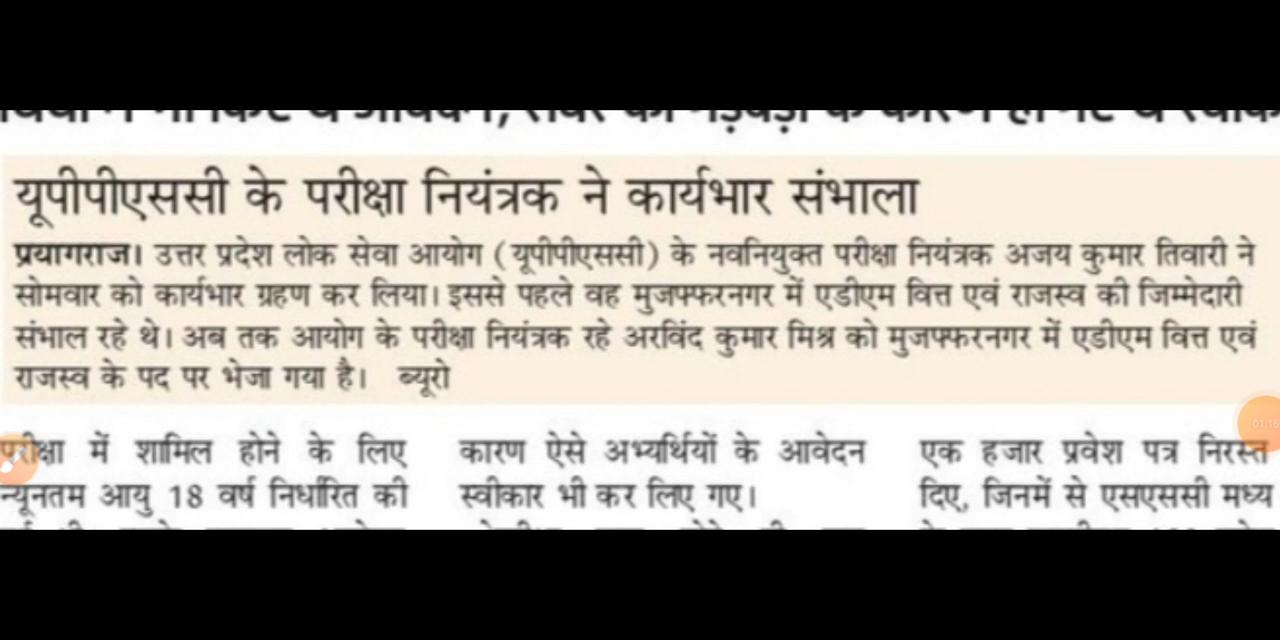 यूपीपीएससी के परीक्षा नियंत्रक ने कार्यभार संभाला
प्रयागराज। उत्तर प्रदेश लोक सेवा आयोग (यूपीपीएससी) के नवनियुक्त परीक्षा नियंत्रक अजय कुमार तिवारी ने
सोमवार को कार्यभार ग्रहण कर लिया। इससे पहले वह मुजफ्फरनगर में एडीएम वित्त एवं राजस्व की जिम्मेदारी
संभाल रहे थे। अब तक आयोग के परीक्षा नियंत्रक रहे अरविंद कुमार मिश्र को मुजफ्फरनगर में एडीएम वित्त एवं
राजस्व के पद पर भेजा गया है। ब्यूरो
परीक्षा में शामिल होने के लिए
न्यूनतम आयु 18 वर्ष निर्धारित की
कारण ऐसे अभ्यर्थियों के आवेदन
स्वीकार भी कर लिए गए।
एक हजार प्रवेश पत्र निरस्त
दिए, जिनमें से एसएससी मध्य